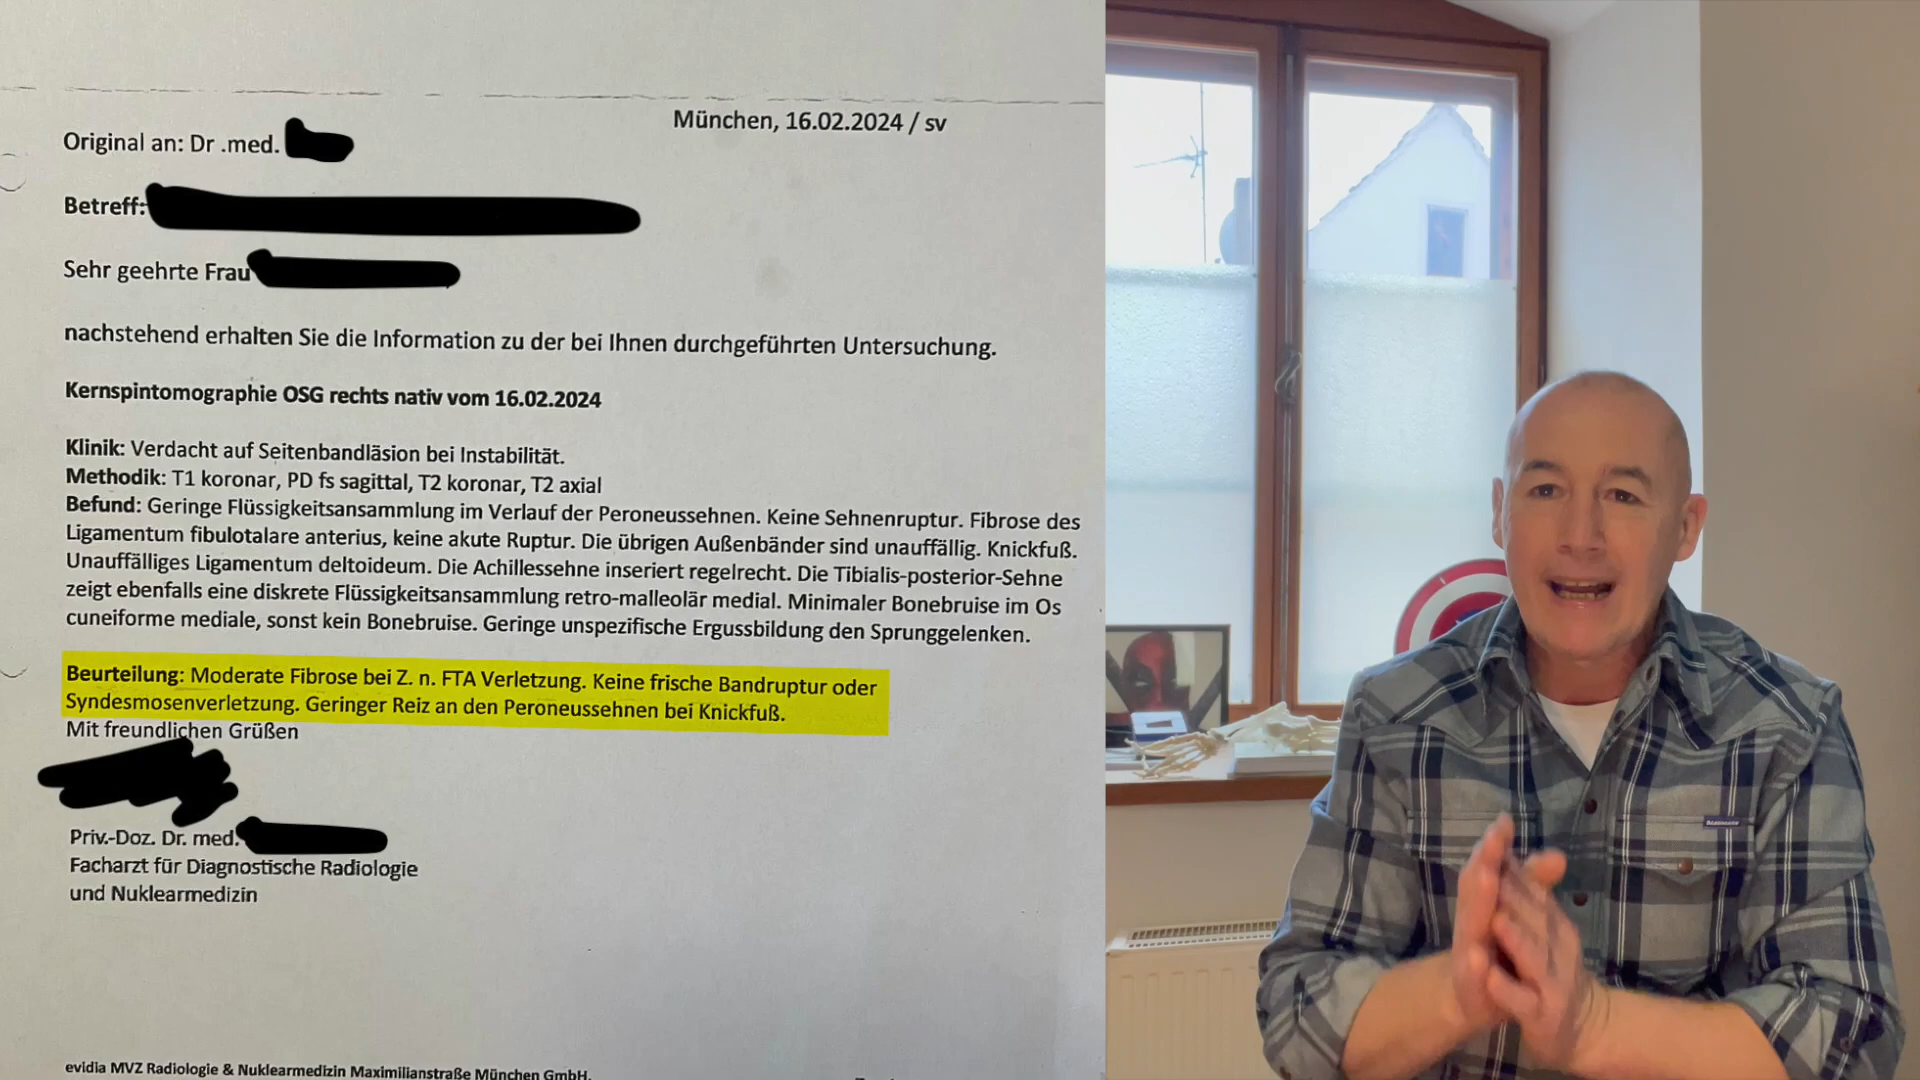 München, 16.02.2024 / sv
Original an: Dr .med.
Betreff:
Sehr geehrte Frau
nachstehend erhalten Sie die Information zu der bei Ihnen durchgeführten Untersuchung.
Kernspintomographie OSG rechts nativ vom 16.02.2024
Klinik: Verdacht auf Seitenbandläsion bei Instabilität.
Methodik: T1 koronar, PD fs sagittal, T2 koronar, T2 axial
Befund: Geringe Flüssigkeitsansammlung im Verlauf der Peroneussehnen. Keine Sehnenruptur. Fibrose des
Ligamentum fibulotalare anterius, keine akute Ruptur. Die übrigen Außenbänder sind unauffällig. Knickfuß.
Unauffälliges Ligamentum deltoideum. Die Achillessehne inseriert regelrecht. Die Tibialis-posterior-Sehne
zeigt ebenfalls eine diskrete Flüssigkeitsansammlung retro-malleolär medial. Minimaler Bonebruise im Os
cuneiforme mediale, sonst kein Bonebruise. Geringe unspezifische Ergussbildung den Sprunggelenken.
Beurteilung: Moderate Fibrose bei Z. n. FTA Verletzung. Keine frische Bandruptur oder
Syndesmosenverletzung. Geringer Reiz an den Peroneussehnen bei Knickfuß.
Mit freundlichen Grüßen
Priv.-Doz. Dr. med.
Facharzt für Diagnostische Radiologie
und Nuklearmedizin
evidia MVZ Radiologie & Nuklearmedizin Maximilianstraße München GmbH.